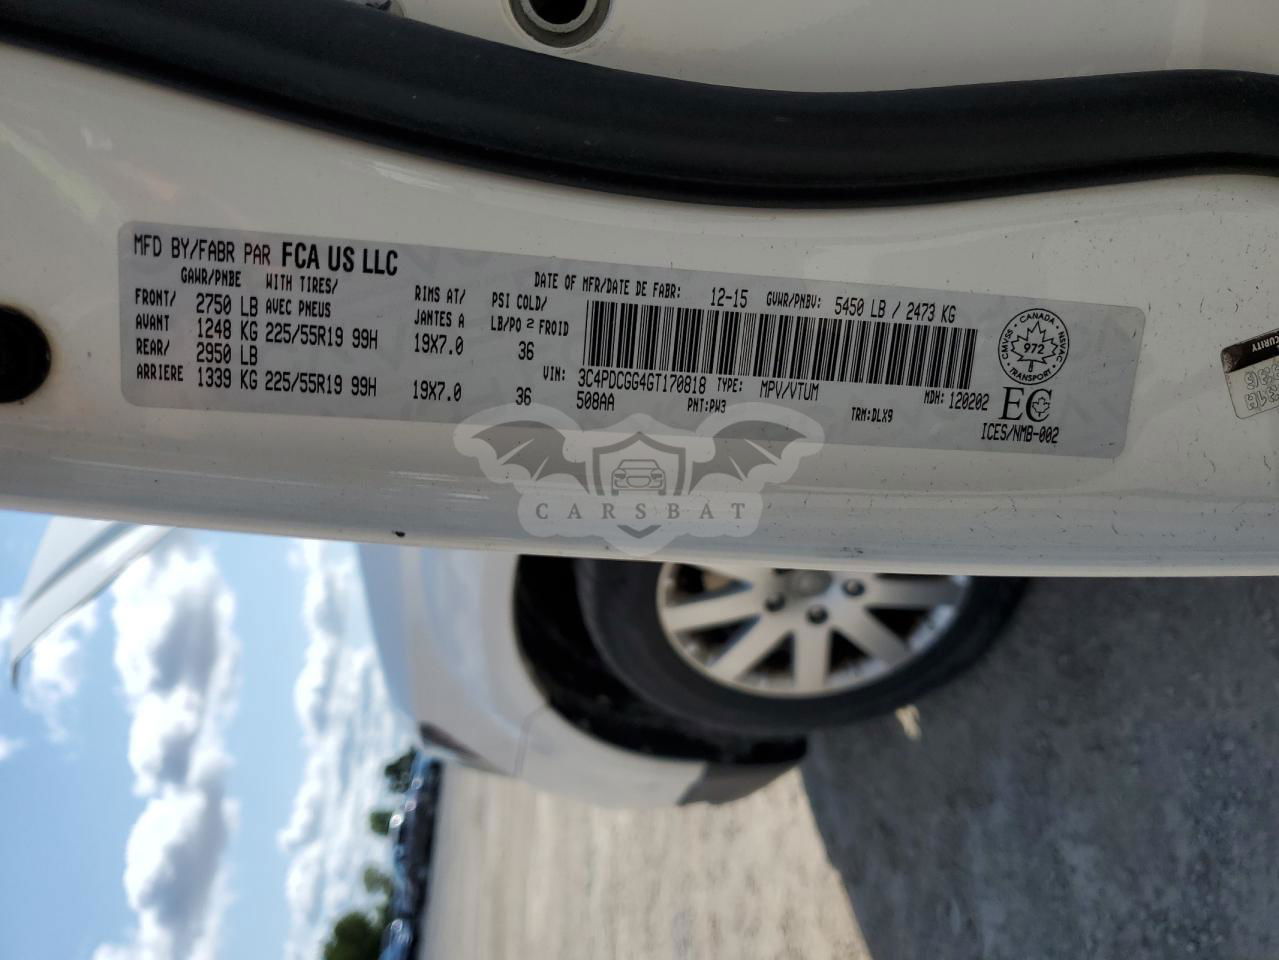 MFD BY/FABR PAR FCA US LLC
DATE OF MFR/DATE DE FABR: 12-15 GVWR/PNBV: 5450 LB / 2473 KG
GAWR/PNBE WITH TIRES/ RIMS AT/ PSI COLD/
FRONT/ 2750 LB AVEC PNEUS JANTES A LB/PO 2 FROID
AVANT 1248 KG 225/55R19 99H 19X7.0 36
REAR/ 2950 LB
ARRIERE 1339 KG 225/55R19 99H 19X7.0 36
VIN: 3C4PDCGG4GT170818 TYPE: MPV/VTUM MDH: 120202
508AA PNT:PW3 TRM:DLX9
CMVSS · CANADA · NSVMAC
972
8
TRANSPORT
EC
ICES/NMB-002
CARSBAT